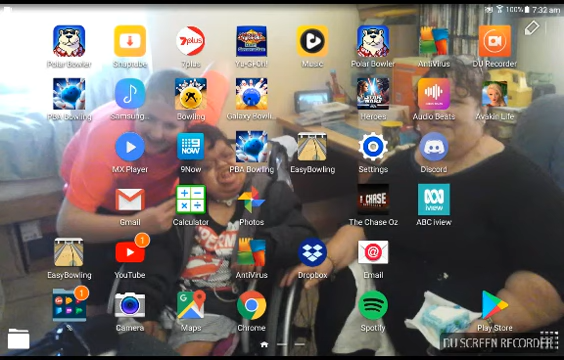 100% 7:32 am
Polar Bowler Snaptube 7plus Yu-Gi-Oh! Music Polar Bowler AntiVirus DU Recorder
PBA Bowling Samsung... Bowling Galaxy Bowli... Heroes Audio Beats Avakin Life
MX Player 9Now PBA Bowling EasyBowling Settings Discord
Gmail Calculator Photos The Chase Oz ABC iview
EasyBowling YouTube AntiVirus Dropbox Email
Camera Maps Chrome Spotify Play Store
DU SCREEN RECORDER